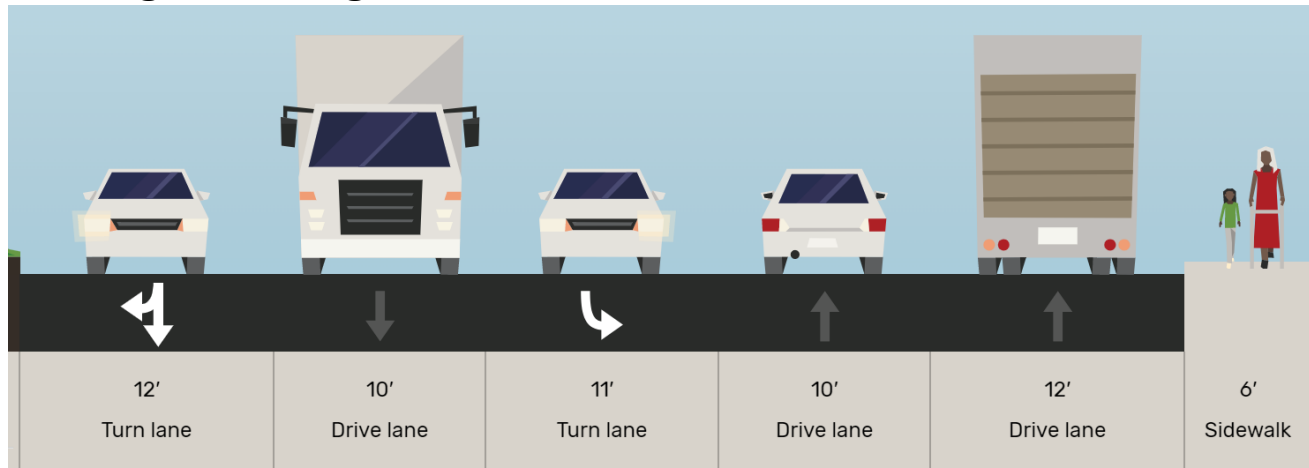 12′
Turn lane
10′
Drive lane
11′
Turn lane
10′
Drive lane
12′
Drive lane
6′
Sidewalk